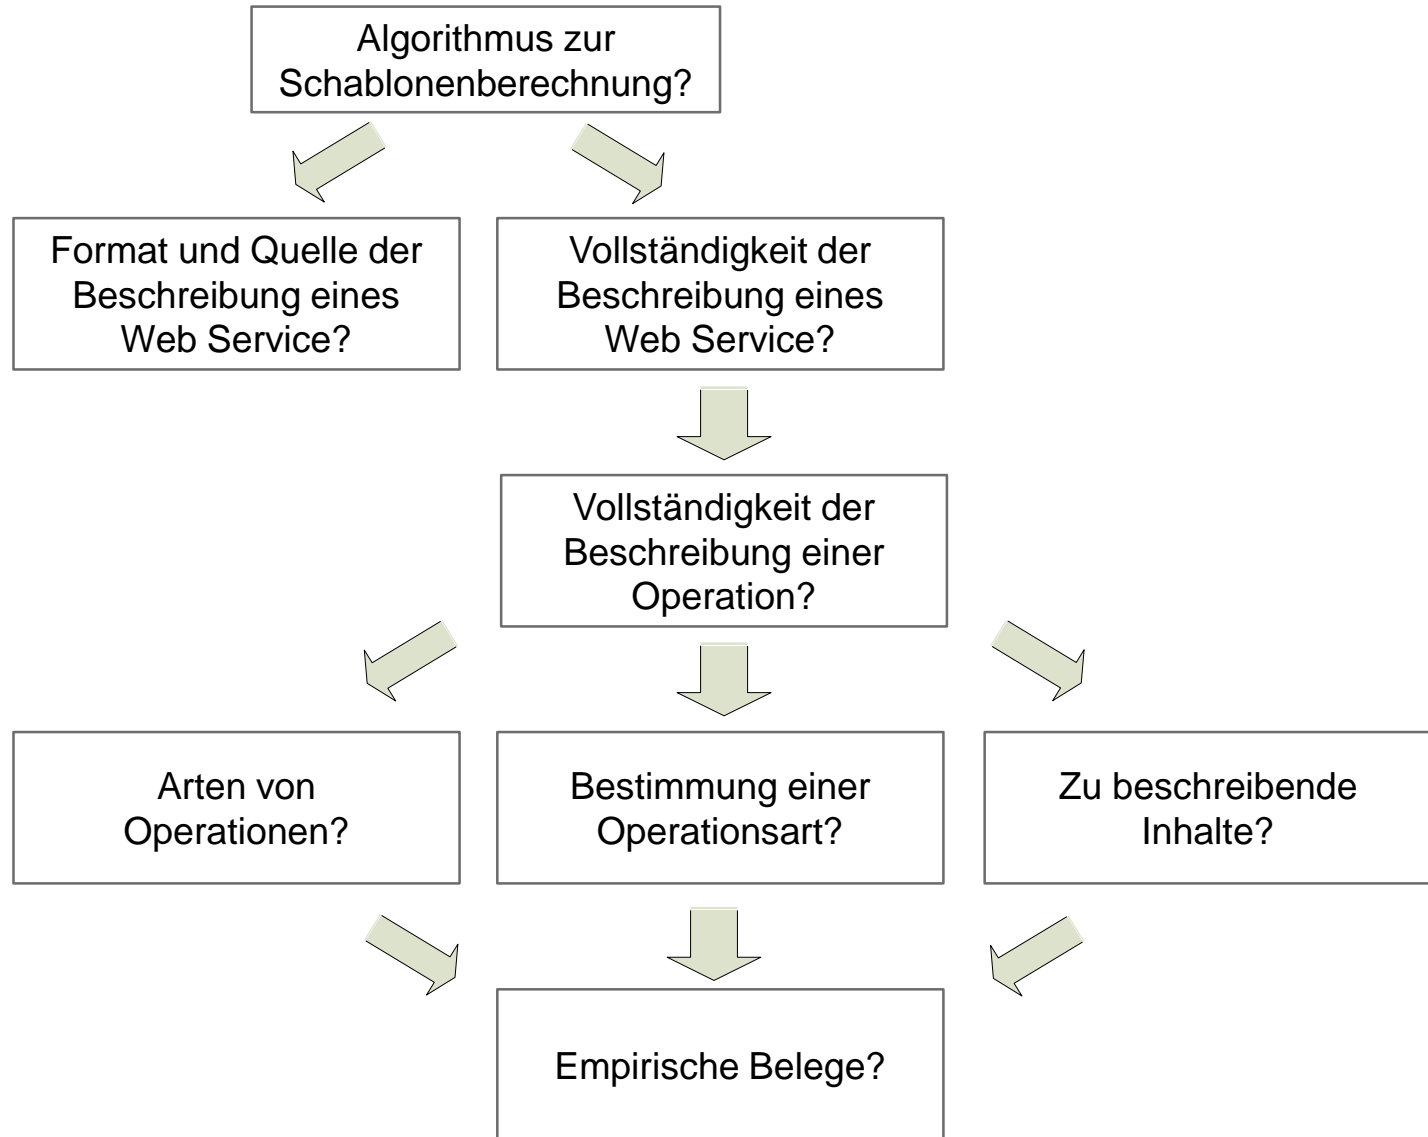 Algorithmus zur
Schablonenberechnung?
Format und Quelle der
Beschreibung eines
Web Service?
Vollständigkeit der
Beschreibung eines
Web Service?
Vollständigkeit der
Beschreibung einer
Operation?
Arten von
Operationen?
Bestimmung einer
Operationsart?
Zu beschreibende
Inhalte?
Empirische Belege?